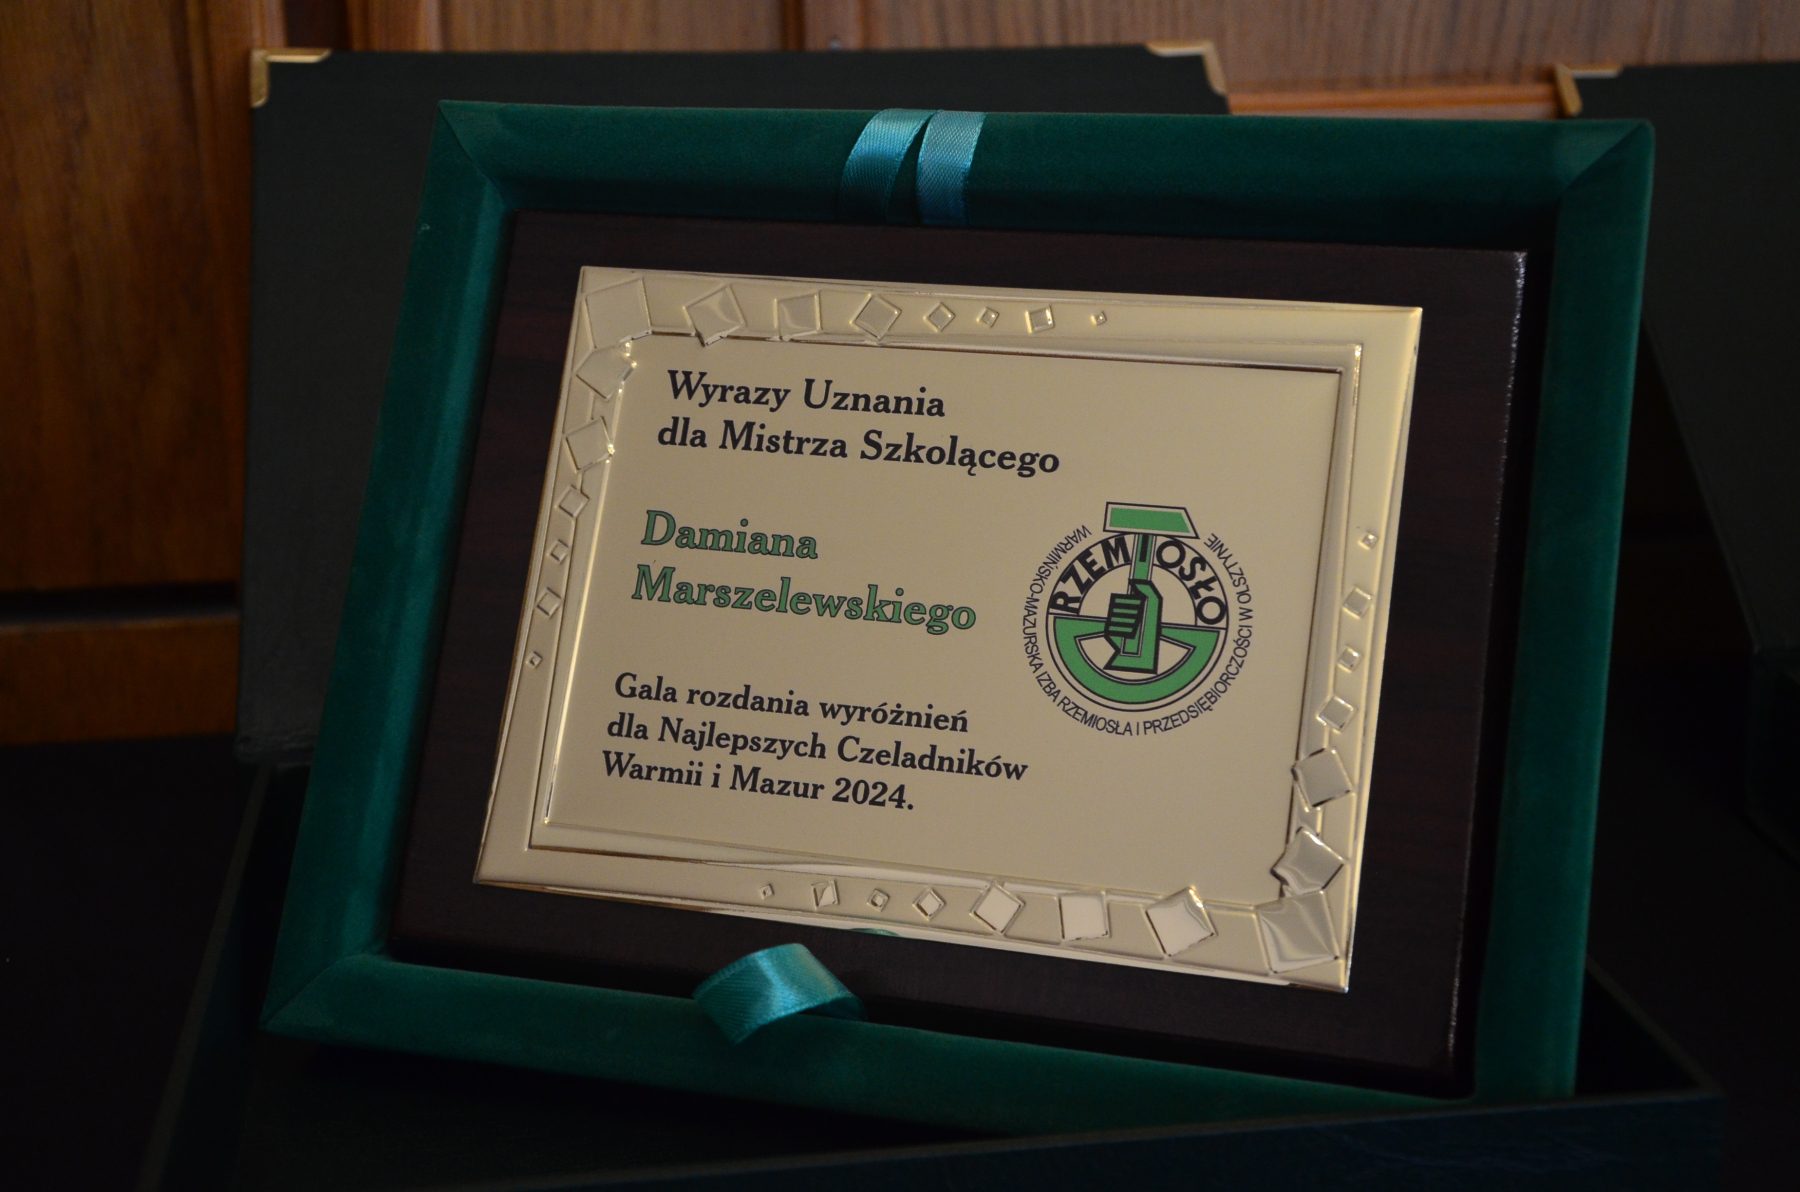 Wyrazy Uznania
dla Mistrza Szkolącego
Damiana
Marszelewskiego
Gala rozdania wyróżnień
dla Najlepszych Czeladników
Warmii i Mazur 2024.
RZEMIOSŁO
WARMIŃSKO-MAZURSKA IZBA RZEMIOSŁA I PRZEDSIĘBIORCZOŚCI W OLSZTYNIE